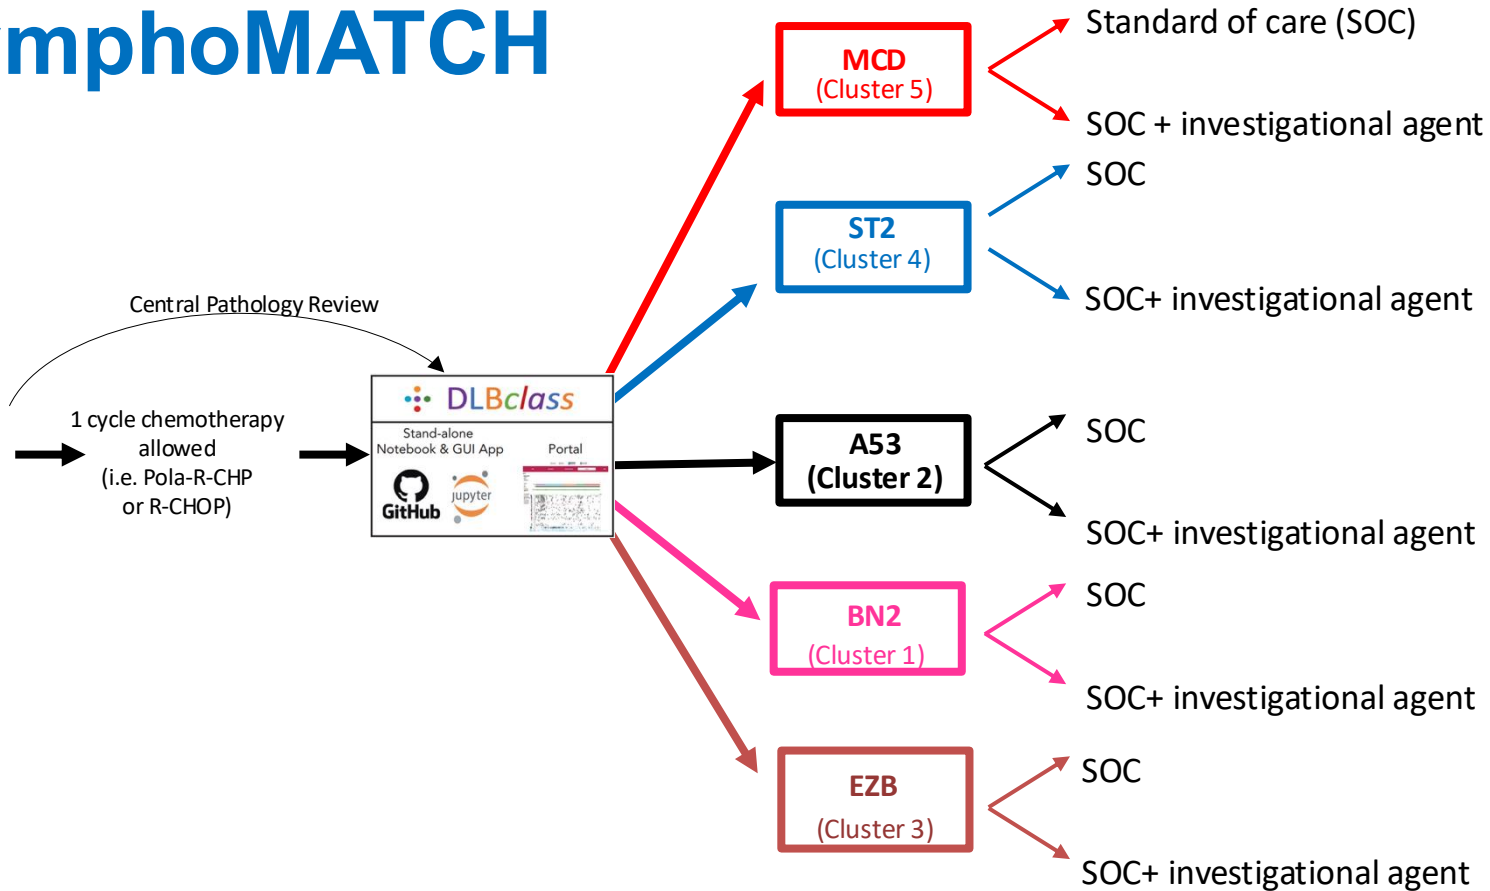 ymphoMATCH
Central Pathology Review
1 cycle chemotherapy
allowed
(i.e. Pola-R-CHP
or R-CHOP)
DLBclass
Stand-alone
Notebook & GUI App
Portal
GitHub
jupyter
MCD
(Cluster 5)
Standard of care (SOC)
SOC + investigational agent
ST2
(Cluster 4)
SOC
SOC+ investigational agent
A53
(Cluster 2)
SOC
SOC+ investigational agent
BN2
(Cluster 1)
SOC
SOC+ investigational agent
EZB
(Cluster 3)
SOC
SOC+ investigational agent